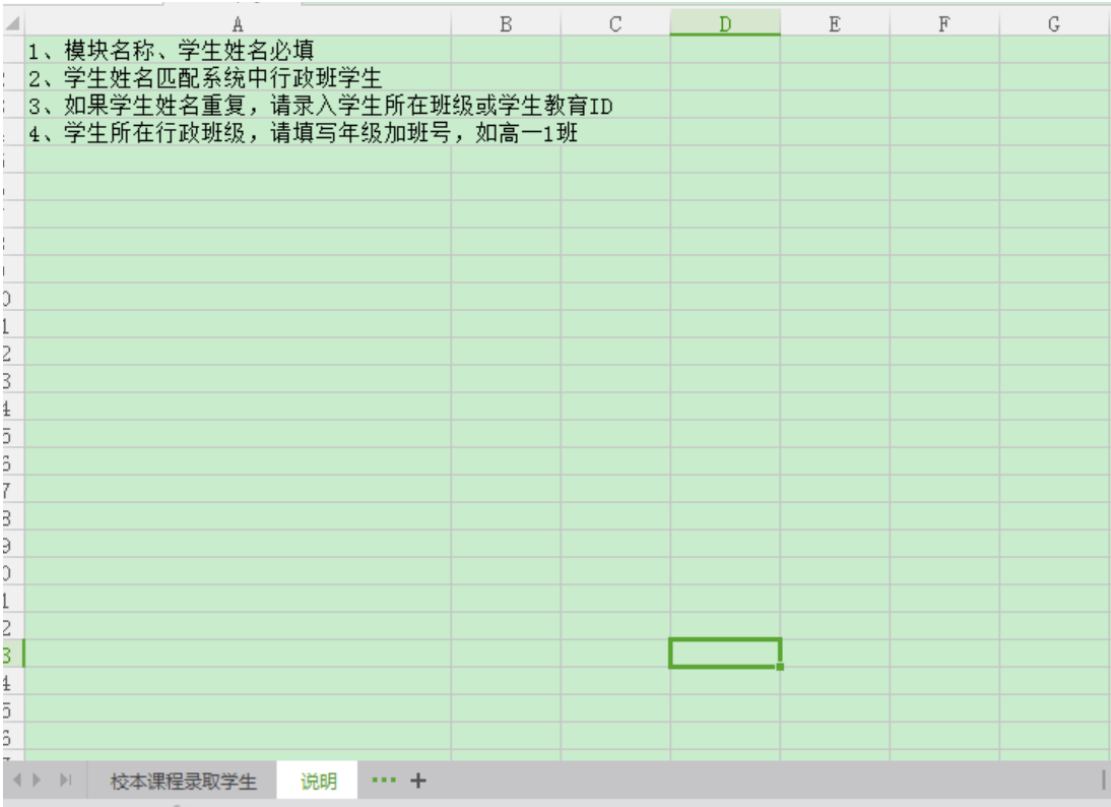 A B C D E F G
1、模块名称、学生姓名必填
2、学生姓名匹配系统中行政班学生
3、如果学生姓名重复，请录入学生所在班级或学生教育ID
4、学生所在行政班级，请填写年级加班号，如高一1班
校本课程录取学生 说明 ··· +